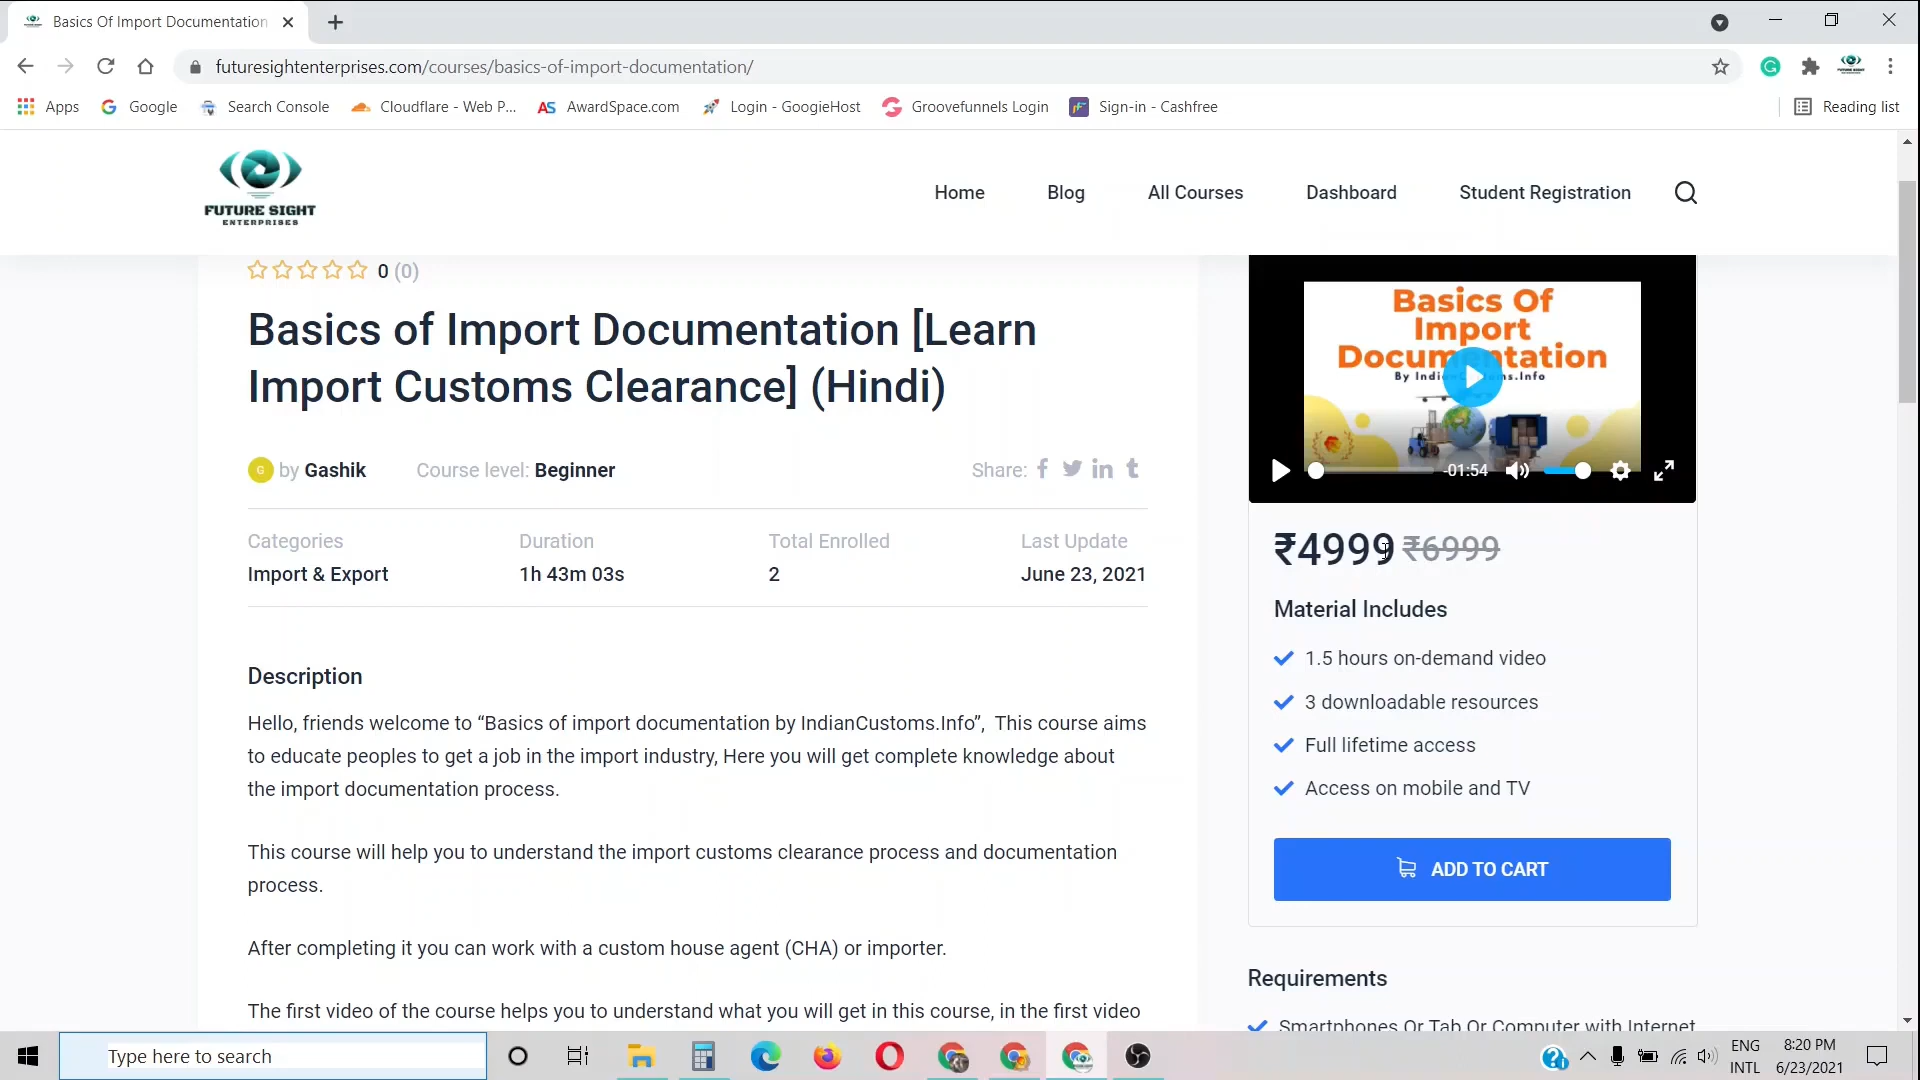 Basics Of Import Documentation
futuresightenterprises.com/courses/basics-of-import-documentation/
Apps
Google
Search Console
Cloudflare - Web P...
AS AwardSpace.com
Login - GoogieHost
Groovefunnels Login
Sign-in - Cashfree
Reading list
FUTURE SIGHT
ENTERPRISES
Home
Blog
All Courses
Dashboard
Student Registration
0 (0)
Basics of Import Documentation [Learn
Import Customs Clearance] (Hindi)
G by Gashik
Course level: Beginner
Share:
Categories
Import & Export
Duration
1h 43m 03s
Total Enrolled
2
Last Update
June 23, 2021
Description
Hello, friends welcome to “Basics of import documentation by IndianCustoms.Info”, This course aims
to educate peoples to get a job in the import industry, Here you will get complete knowledge about
the import documentation process.
This course will help you to understand the import customs clearance process and documentation
process.
After completing it you can work with a custom house agent (CHA) or importer.
The first video of the course helps you to understand what you will get in this course, in the first video
Basics Of
Import
Documentation
-01:54
₹4999 ₹6999
Material Includes
1.5 hours on-demand video
3 downloadable resources
Full lifetime access
Access on mobile and TV
ADD TO CART
Requirements
Smartphones Or Tab Or Computer with Internet
Type here to search
ENG
INTL
8:20 PM
6/23/2021